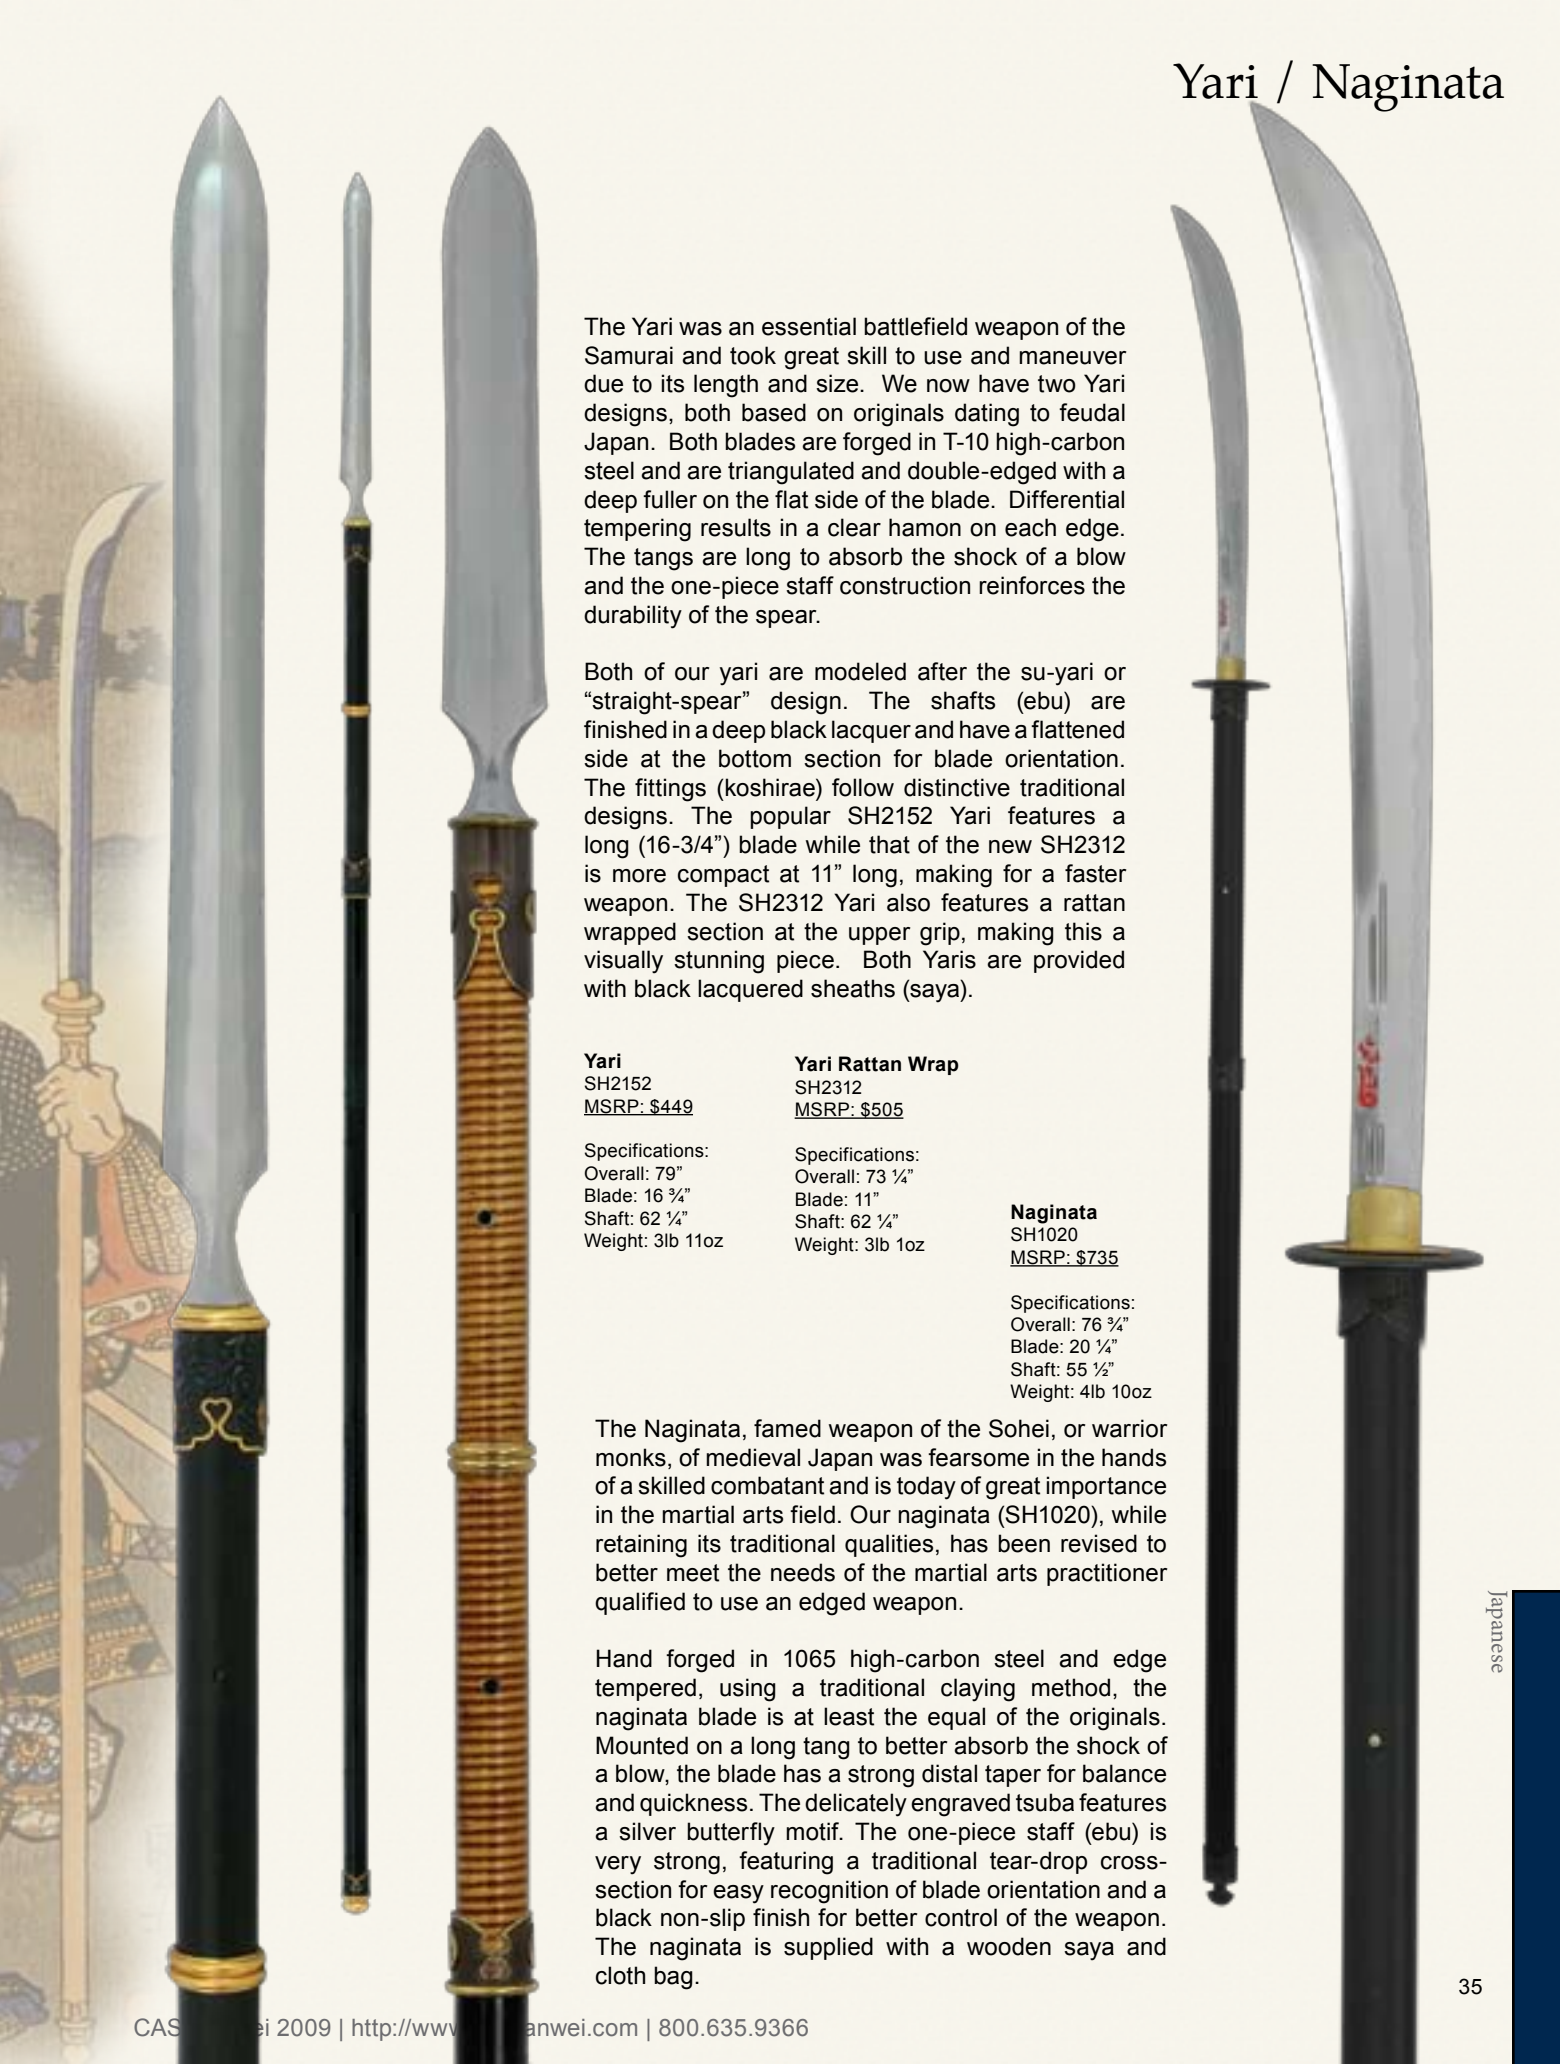 Yari / Naginata
The Yari was an essential battlefield weapon of the
Samurai and took great skill to use and maneuver
due to its length and size. We now have two Yari
designs, both based on originals dating to feudal
Japan. Both blades are forged in T-10 high-carbon
steel and are triangulated and double-edged with a
deep fuller on the flat side of the blade. Differential
tempering results in a clear hamon on each edge.
The tangs are long to absorb the shock of a blow
and the one-piece staff construction reinforces the
durability of the spear.
Both of our yari are modeled after the su-yari or
“straight-spear” design. The shafts (ebu) are
finished in a deep black lacquer and have a flattened
side at the bottom section for blade orientation.
The fittings (koshirae) follow distinctive traditional
designs. The popular SH2152 Yari features a
long (16-3/4”) blade while that of the new SH2312
is more compact at 11” long, making for a faster
weapon. The SH2312 Yari also features a rattan
wrapped section at the upper grip, making this a
visually stunning piece. Both Yaris are provided
with black lacquered sheaths (saya).
Yari
SH2152
MSRP: $449
Specifications:
Overall: 79”
Blade: 16 ¾”
Shaft: 62 ¼”
Weight: 3lb 11oz
Yari Rattan Wrap
SH2312
MSRP: $505
Specifications:
Overall: 73 ¼”
Blade: 11”
Shaft: 62 ¼”
Weight: 3lb 1oz
Naginata
SH1020
MSRP: $735
Specifications:
Overall: 76 ¾”
Blade: 20 ¼”
Shaft: 55 ½”
Weight: 4lb 10oz
The Naginata, famed weapon of the Sohei, or warrior
monks, of medieval Japan was fearsome in the hands
of a skilled combatant and is today of great importance
in the martial arts field. Our naginata (SH1020), while
retaining its traditional qualities, has been revised to
better meet the needs of the martial arts practitioner
qualified to use an edged weapon.
Hand forged in 1065 high-carbon steel and edge
tempered, using a traditional claying method, the
naginata blade is at least the equal of the originals.
Mounted on a long tang to better absorb the shock of
a blow, the blade has a strong distal taper for balance
and quickness. The delicately engraved tsuba features
a silver butterfly motif. The one-piece staff (ebu) is
very strong, featuring a traditional tear-drop cross-
section for easy recognition of blade orientation and a
black non-slip finish for better control of the weapon.
The naginata is supplied with a wooden saya and
cloth bag.
Japanese
35
CAS ei 2009 | http://www anwei.com | 800.635.9366